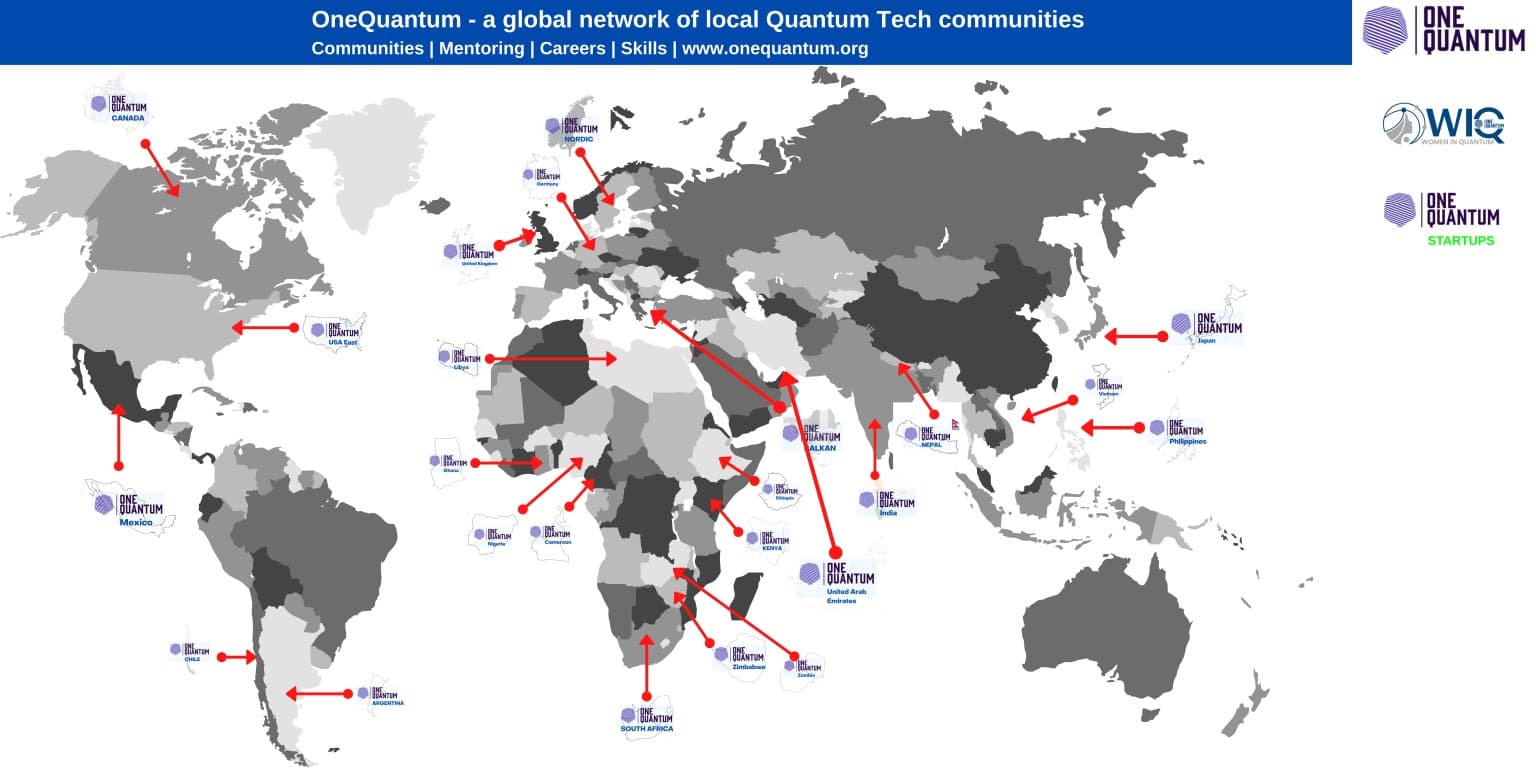 OneQuantum - a global network of local Quantum Tech communities
Communities | Mentoring | Careers | Skills | www.onequantum.org
ONE
QUANTUM
WIQ
ONE
QUANTUM
WOMEN IN QUANTUM
ONE
QUANTUM
STARTUPS
ONE
QUANTUM
CANADA
ONE
QUANTUM
NORDIC
ONE
QUANTUM
Germany
ONE
QUANTUM
United Kingdom
ONE
QUANTUM
USA East
ONE
QUANTUM
Japan
ONE
QUANTUM
Libya
ONE
QUANTUM
Vietnam
ONE
QUANTUM
Philippines
ONE
QUANTUM
NEPAL
ONE
QUANTUM
ALKAN
ONE
QUANTUM
Ghana
ONE
QUANTUM
Mexico
ONE
QUANTUM
Ethiopia
ONE
QUANTUM
India
ONE
QUANTUM
Nigeria
ONE
QUANTUM
Cameroon
ONE
QUANTUM
KENYA
ONE
QUANTUM
United Arab
Emirates
ONE
QUANTUM
CHILE
ONE
QUANTUM
Zimbabwe
ONE
QUANTUM
Zambia
ONE
QUANTUM
ARGENTINA
ONE
QUANTUM
SOUTH AFRICA